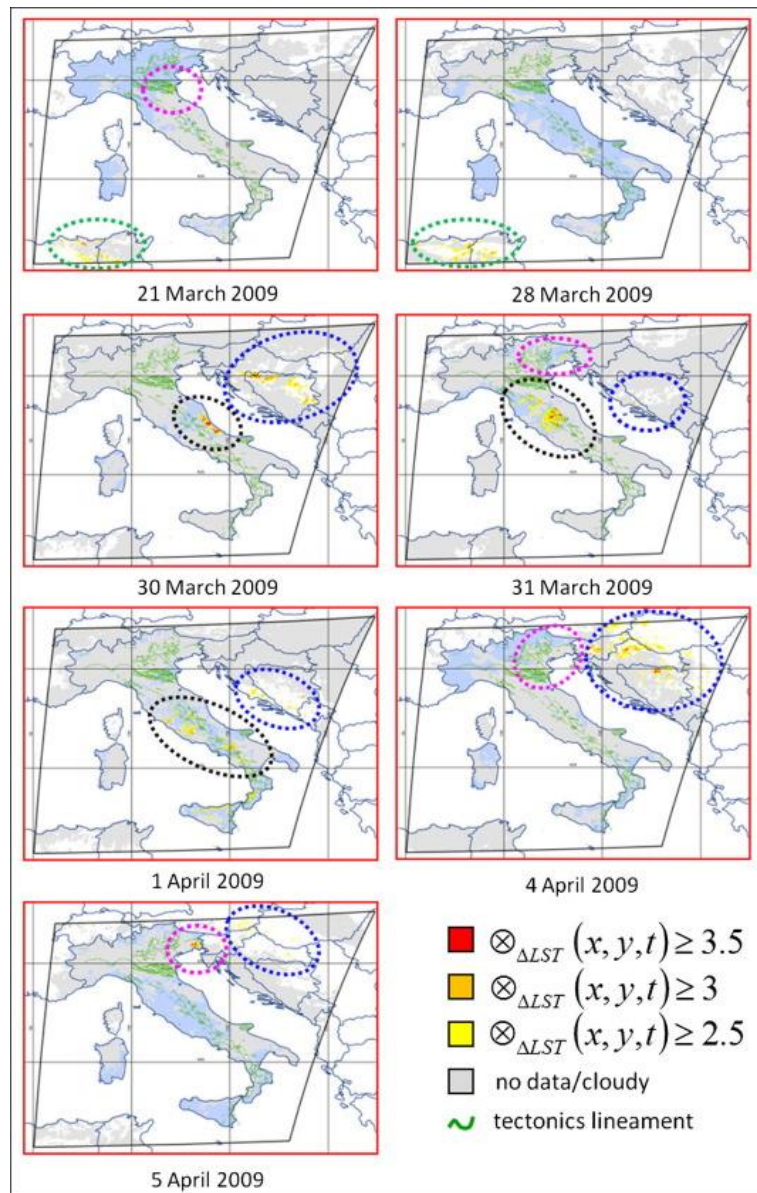 21 March 2009
28 March 2009
30 March 2009
31 March 2009
1 April 2009
4 April 2009
5 April 2009
⊗ΔLST (x, y, t) ≥ 3.5
⊗ΔLST (x, y, t) ≥ 3
⊗ΔLST (x, y, t) ≥ 2.5
no data/cloudy
tectonics lineament